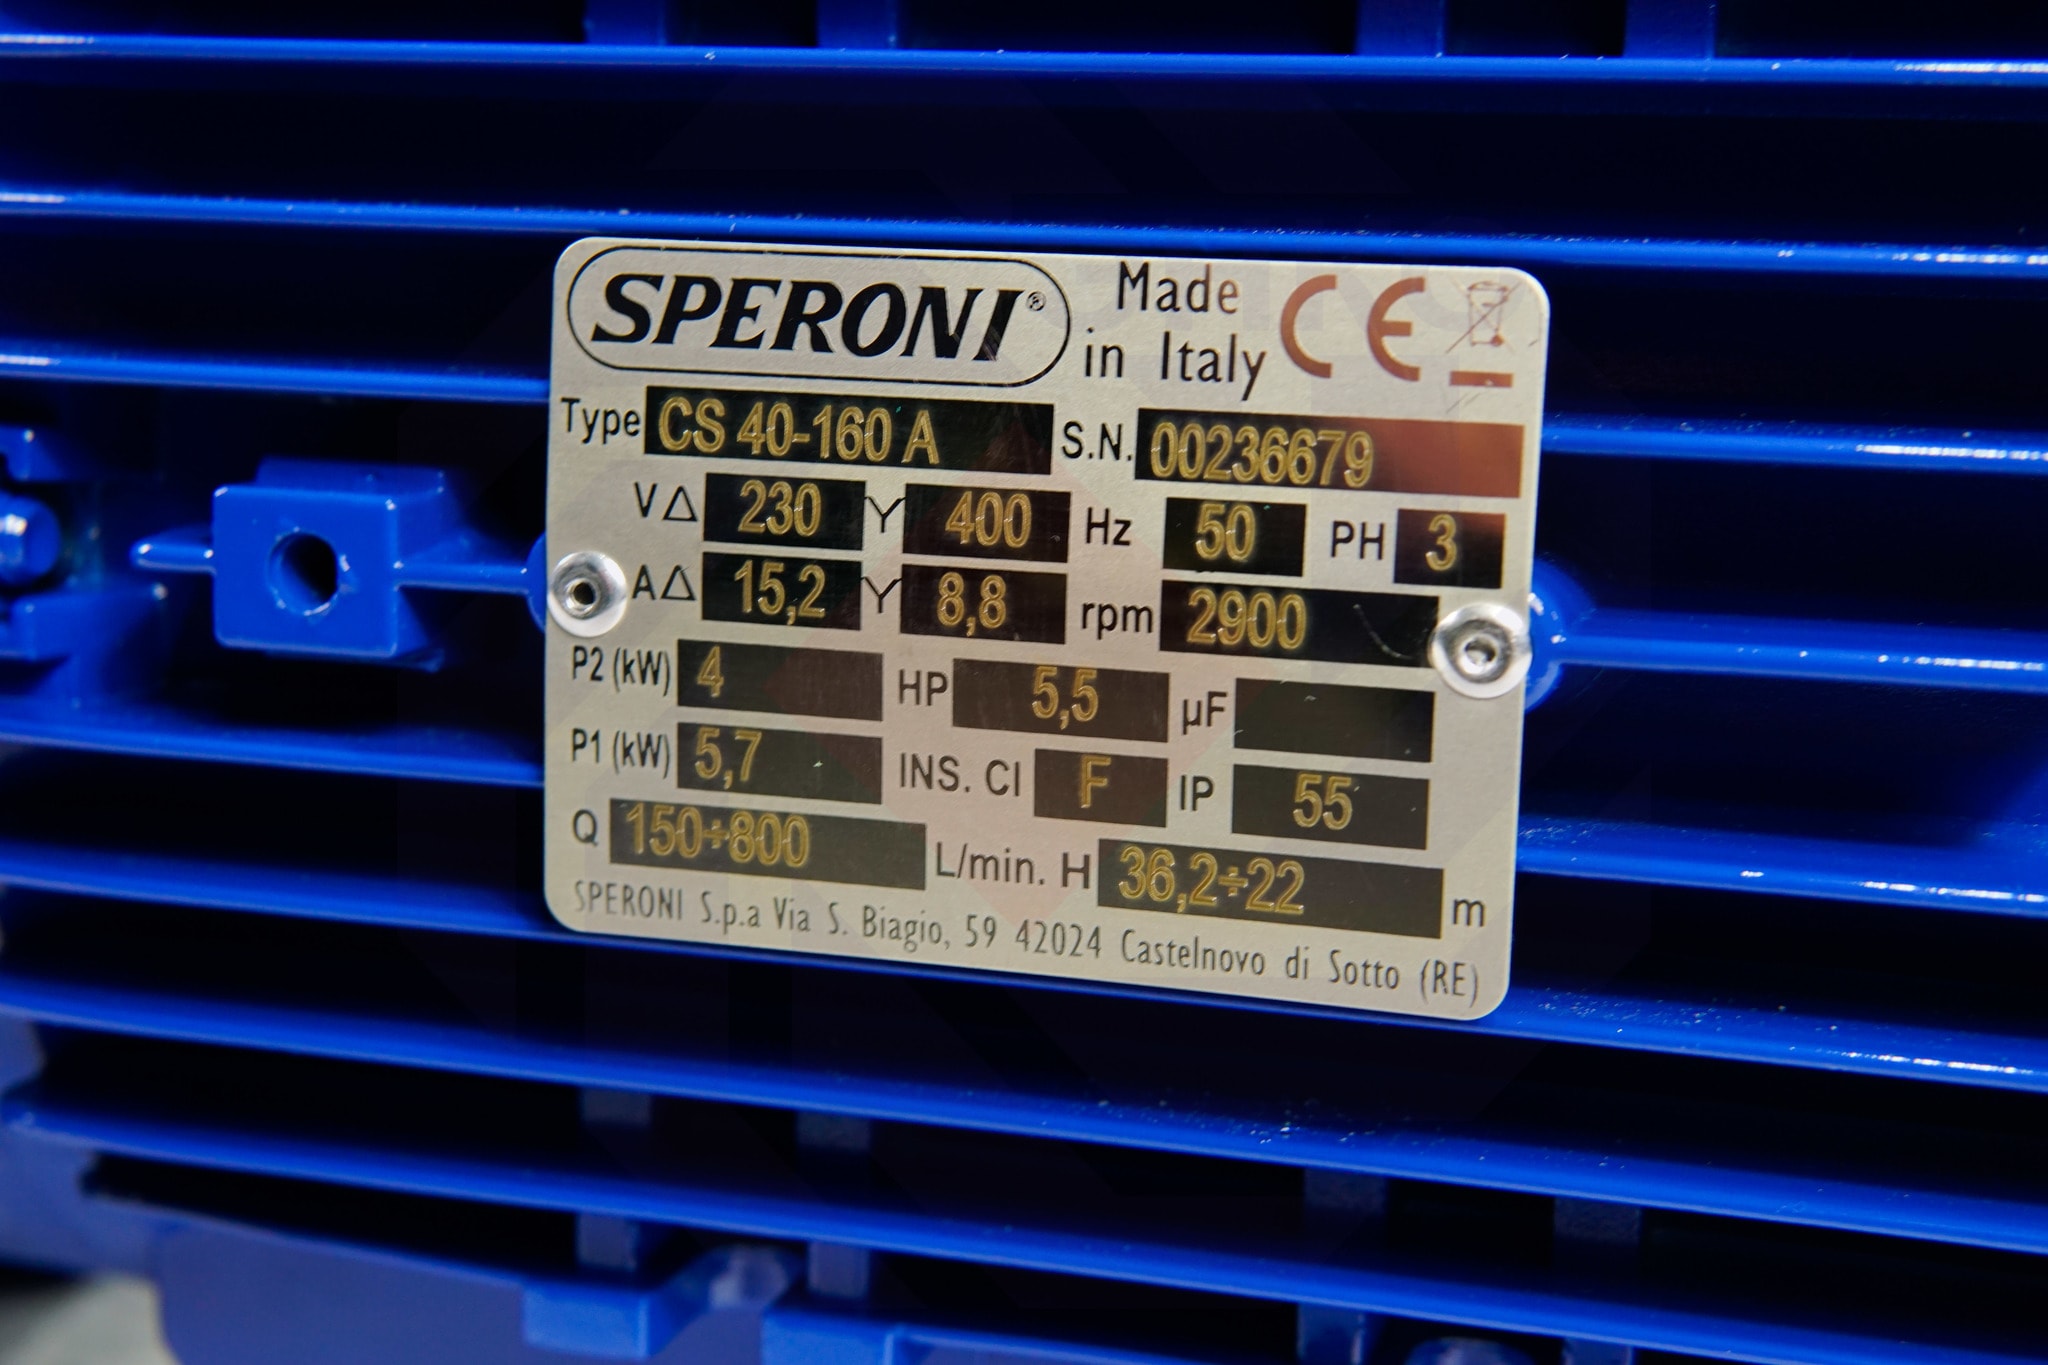 SPERONI® Made in Italy CE
Type CS 40-160 A S.N. 00236679
V Δ 230 Y 400 Hz 50 PH 3
A Δ 15,2 Y 8,8 rpm 2900
P2 (kW) 4 HP 5,5 µF
P1 (kW) 5,7 INS. Cl F IP 55
Q 150÷800 L/min. H 36,2÷22 m
SPERONI S.p.a Via S. Biagio, 59 42024 Castelnovo di Sotto (RE)